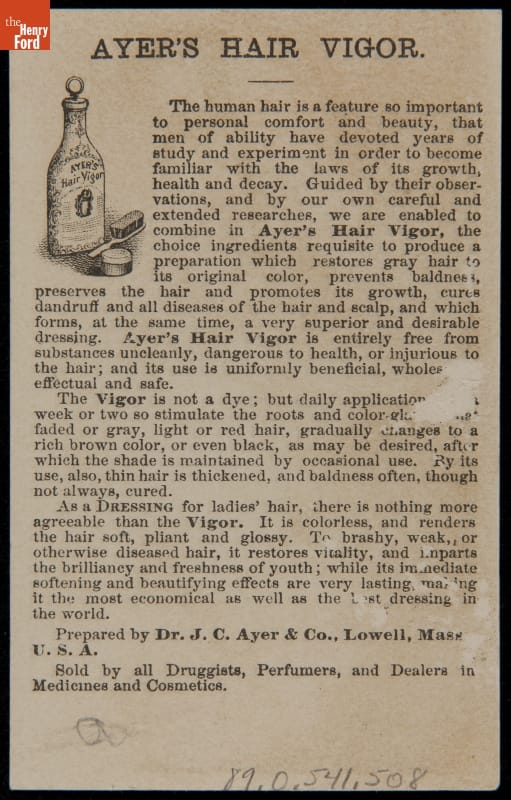 the
Henry
Ford
AYER'S HAIR VIGOR.
AYER'S
Hair Vigor
The human hair is a feature so important
to personal comfort and beauty, that
men of ability have devoted years of
study and experiment in order to become
familiar with the laws of its growth,
health and decay. Guided by their obser-
vations, and by our own careful and
extended researches, we are enabled to
combine in Ayer's Hair Vigor, the
choice ingredients requisite to produce a
preparation which restores gray hair to
its original color, prevents baldness,
preserves the hair and promotes its growth, cures
dandruff and all diseases of the hair and scalp, and which
forms, at the same time, a very superior and desirable
dressing. Ayer's Hair Vigor is entirely free from
substances uncleanly, dangerous to health, or injurious to
the hair; and its use is uniformly beneficial, wholes
effectual and safe.
The Vigor is not a dye; but daily application
week or two so stimulate the roots and color-gla
faded or gray, light or red hair, gradually changes to a
rich brown color, or even black, as may be desired, after
which the shade is maintained by occasional use. By its
use, also, thin hair is thickened, and baldness often, though
not always, cured.
As a DRESSING for ladies' hair, there is nothing more
agreeable than the Vigor. It is colorless, and renders
the hair soft, pliant and glossy. To brashy, weak, or
otherwise diseased hair, it restores vitality, and imparts
the brilliancy and freshness of youth; while its immediate
softening and beautifying effects are very lasting, making
it the most economical as well as the best dressing in
the world.
Prepared by Dr. J. C. Ayer & Co., Lowell, Mass
U. S. A.
Sold by all Druggists, Perfumers, and Dealers in
Medicines and Cosmetics.
89.0.541.508